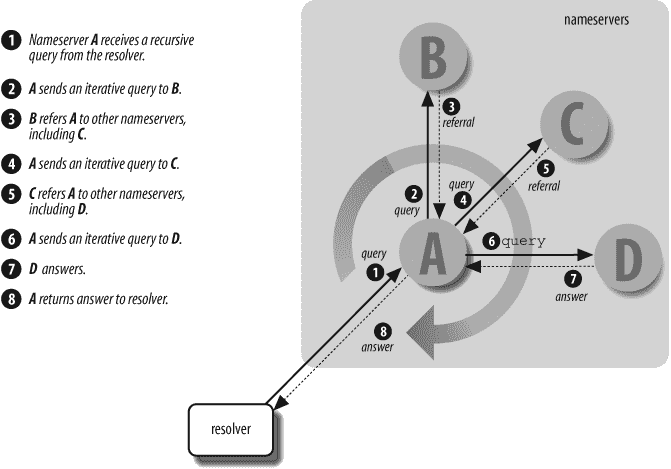 1 Nameserver A receives a recursive
query from the resolver.
2 A sends an iterative query to B.
3 B refers A to other nameservers,
including C.
4 A sends an iterative query to C.
5 C refers A to other nameservers,
including D.
6 A sends an iterative query to D.
7 D answers.
8 A returns answer to resolver.
nameservers
B
3
referral
C
5
referral
2
query
query
4
A
6 query
D
7
answer
query
1
8
answer
resolver